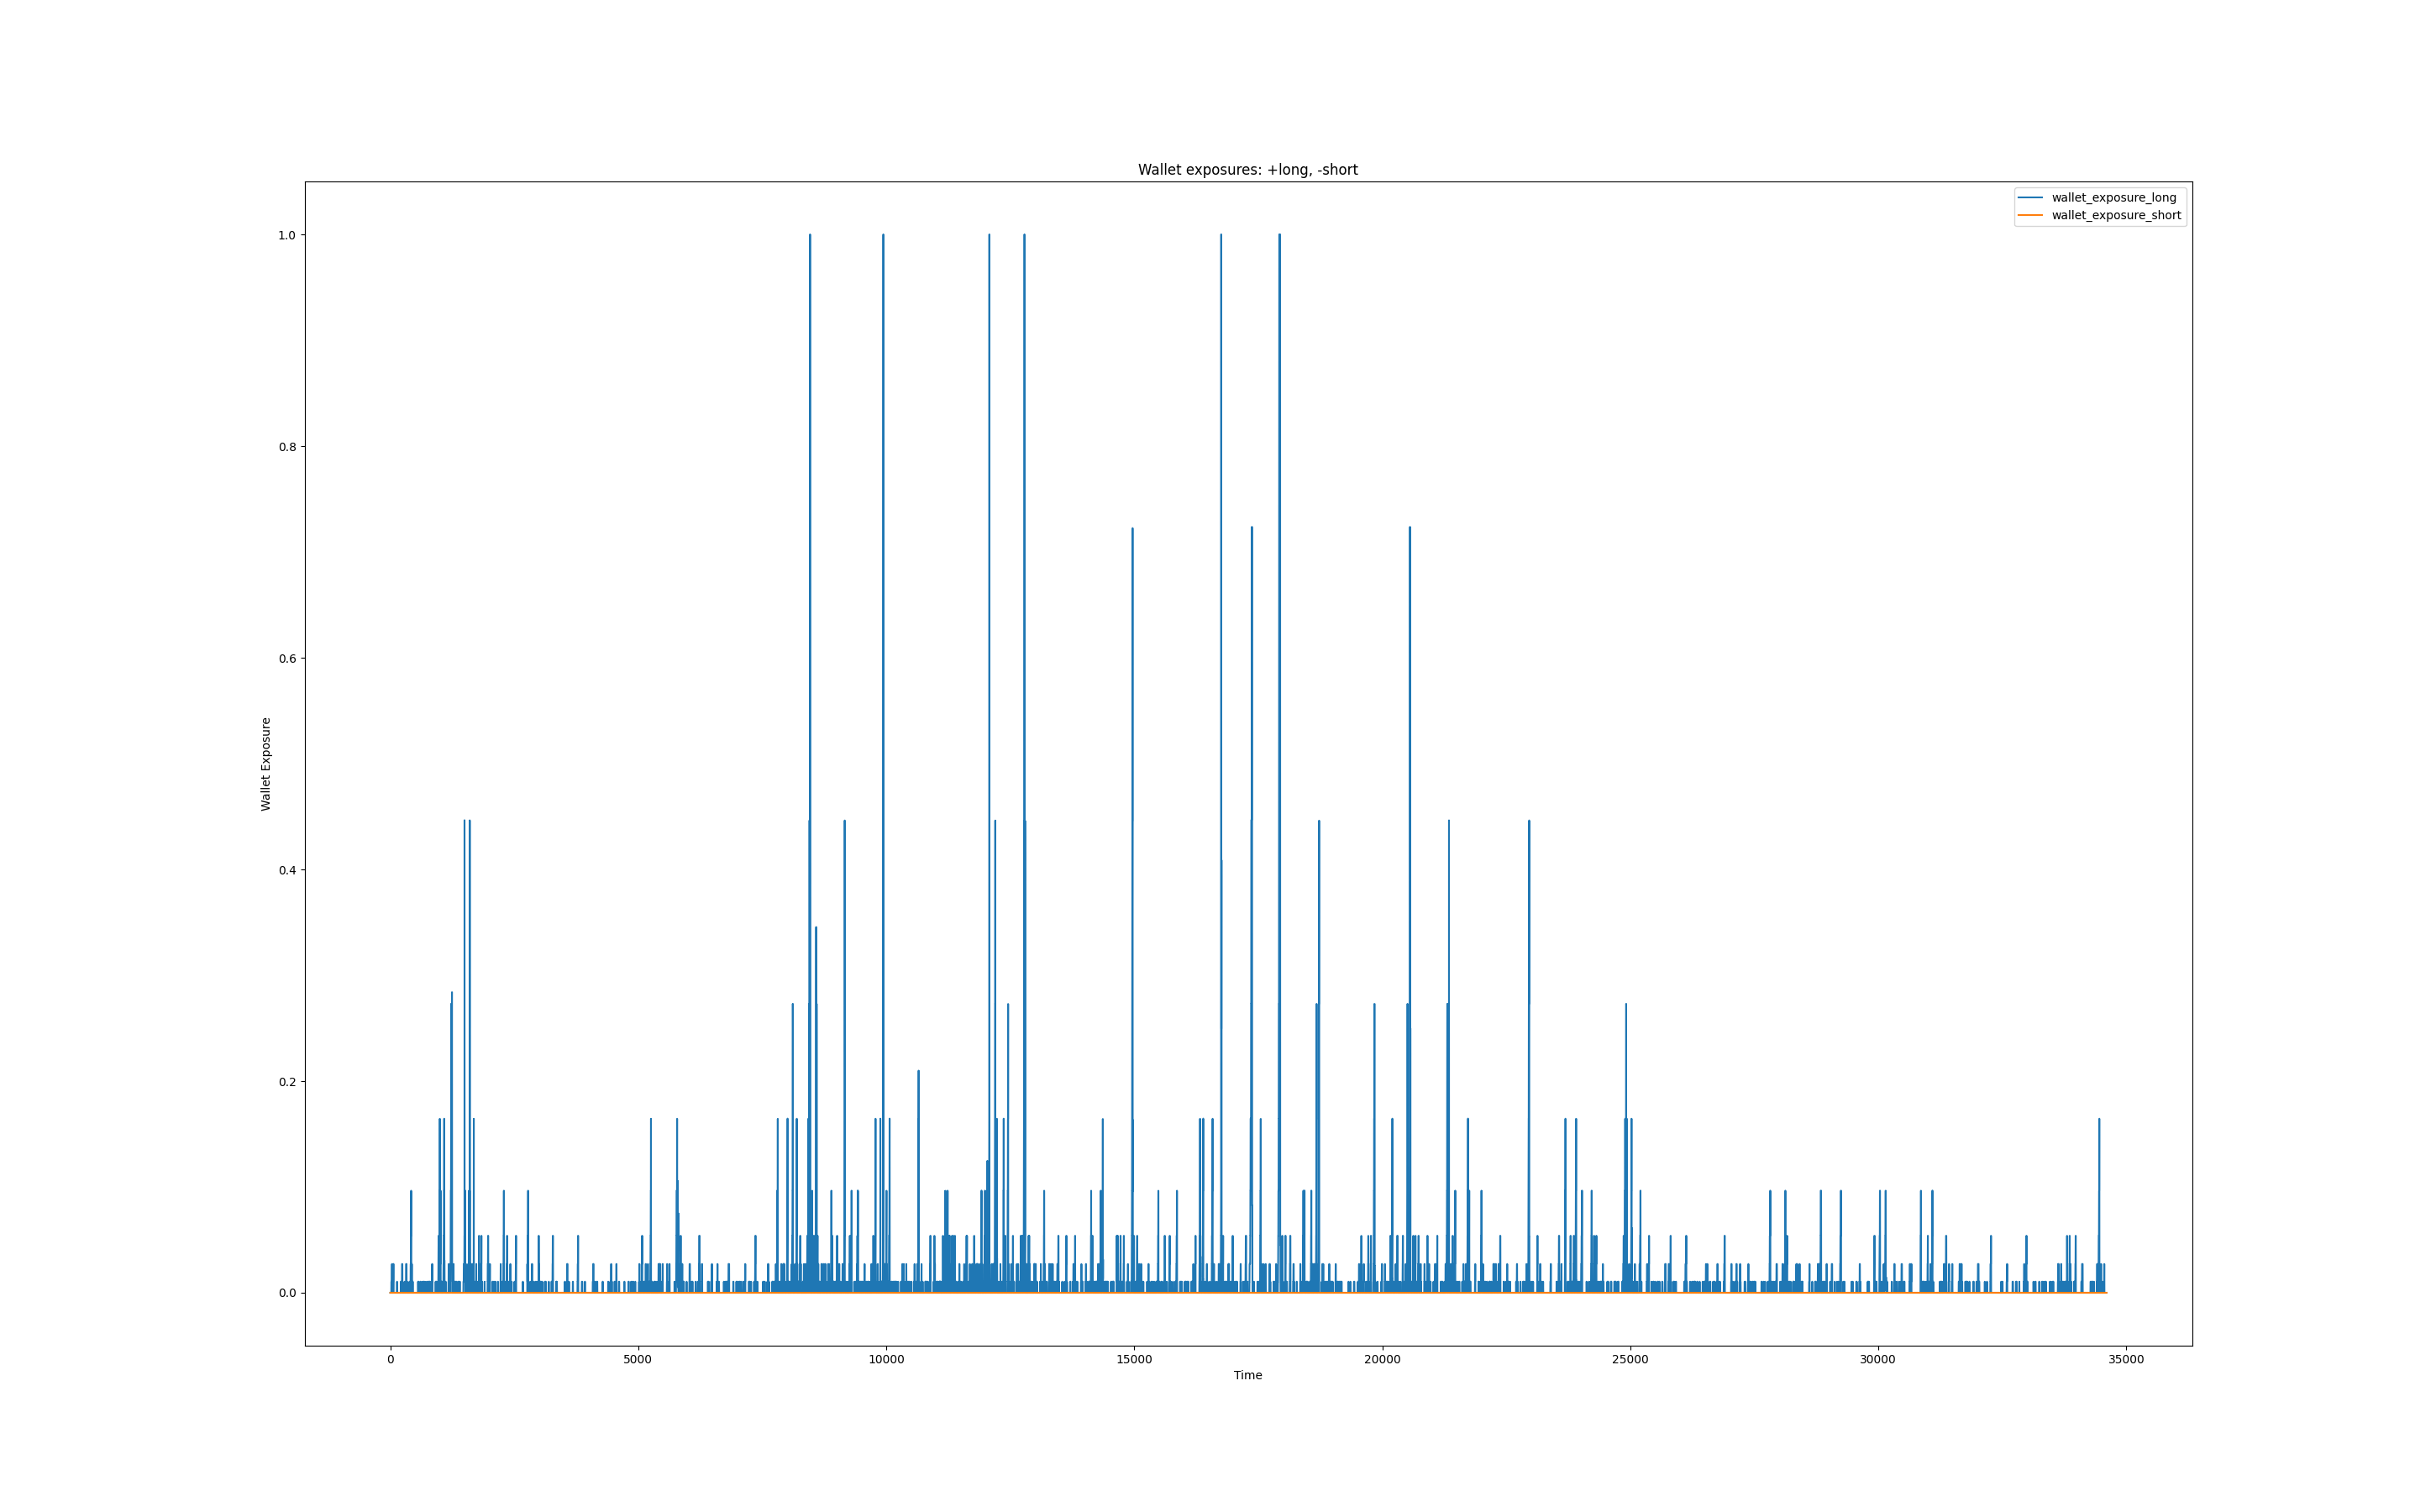 Wallet exposures: +long, -short
wallet_exposure_long
wallet_exposure_short
1.0
0.8
0.6
0.4
0.2
0.0
Wallet Exposure
0 5000 10000 15000 20000 25000 30000 35000
Time